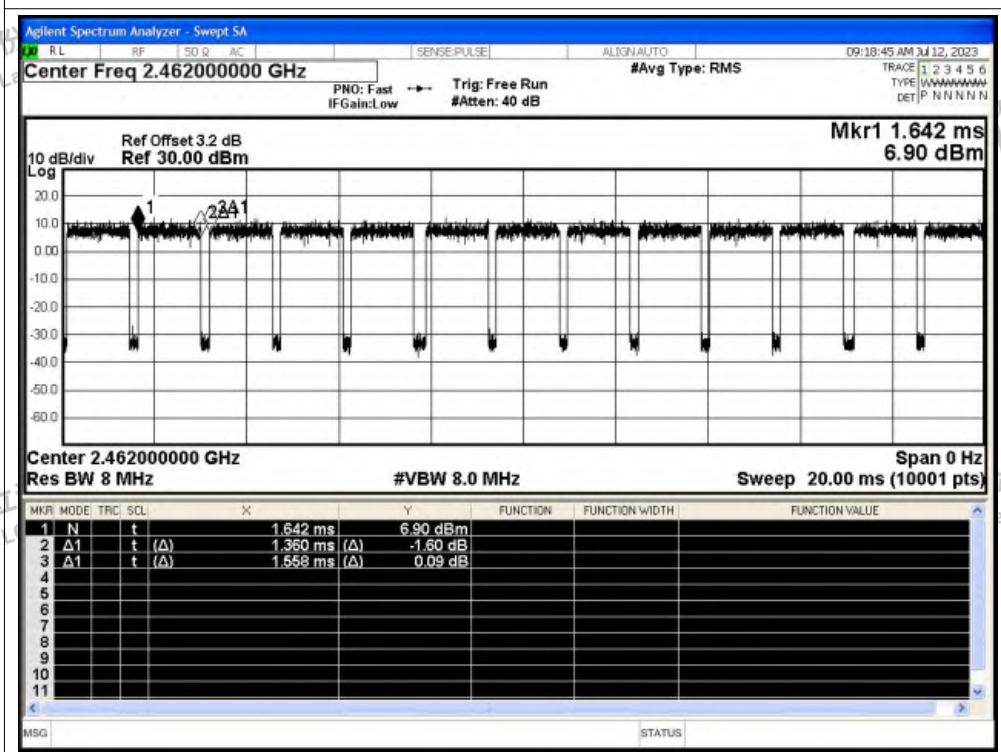 Agilent Spectrum Analyzer - Swept SA
RL RF 50 Ω AC SENSE:PULSE ALIGN AUTO 09:18:45 AM Jul 12, 2023
Center Freq 2.462000000 GHz #Avg Type: RMS TRACE 1 2 3 4 5 6
PNO: Fast Trig: Free Run TYPE
IFGain:Low #Atten: 40 dB DET P N N N N N
Mkr1 1.642 ms
Ref Offset 3.2 dB
10 dB/div Ref 30.00 dBm 6.90 dBm
Log
20.0
1 2Δ1 3Δ1
10.0
0.00
-10.0
-20.0
-30.0
-40.0
-50.0
-60.0
Center 2.462000000 GHz Span 0 Hz
Res BW 8 MHz #VBW 8.0 MHz Sweep 20.00 ms (10001 pts)
MKR MODE TRC SCL X Y FUNCTION FUNCTION WIDTH FUNCTION VALUE
1 N t 1.642 ms 6.90 dBm
2 Δ1 t (Δ) 1.360 ms (Δ) -1.60 dB
3 Δ1 t (Δ) 1.558 ms (Δ) 0.09 dB
4
5
6
7
8
9
10
11
MSG STATUS